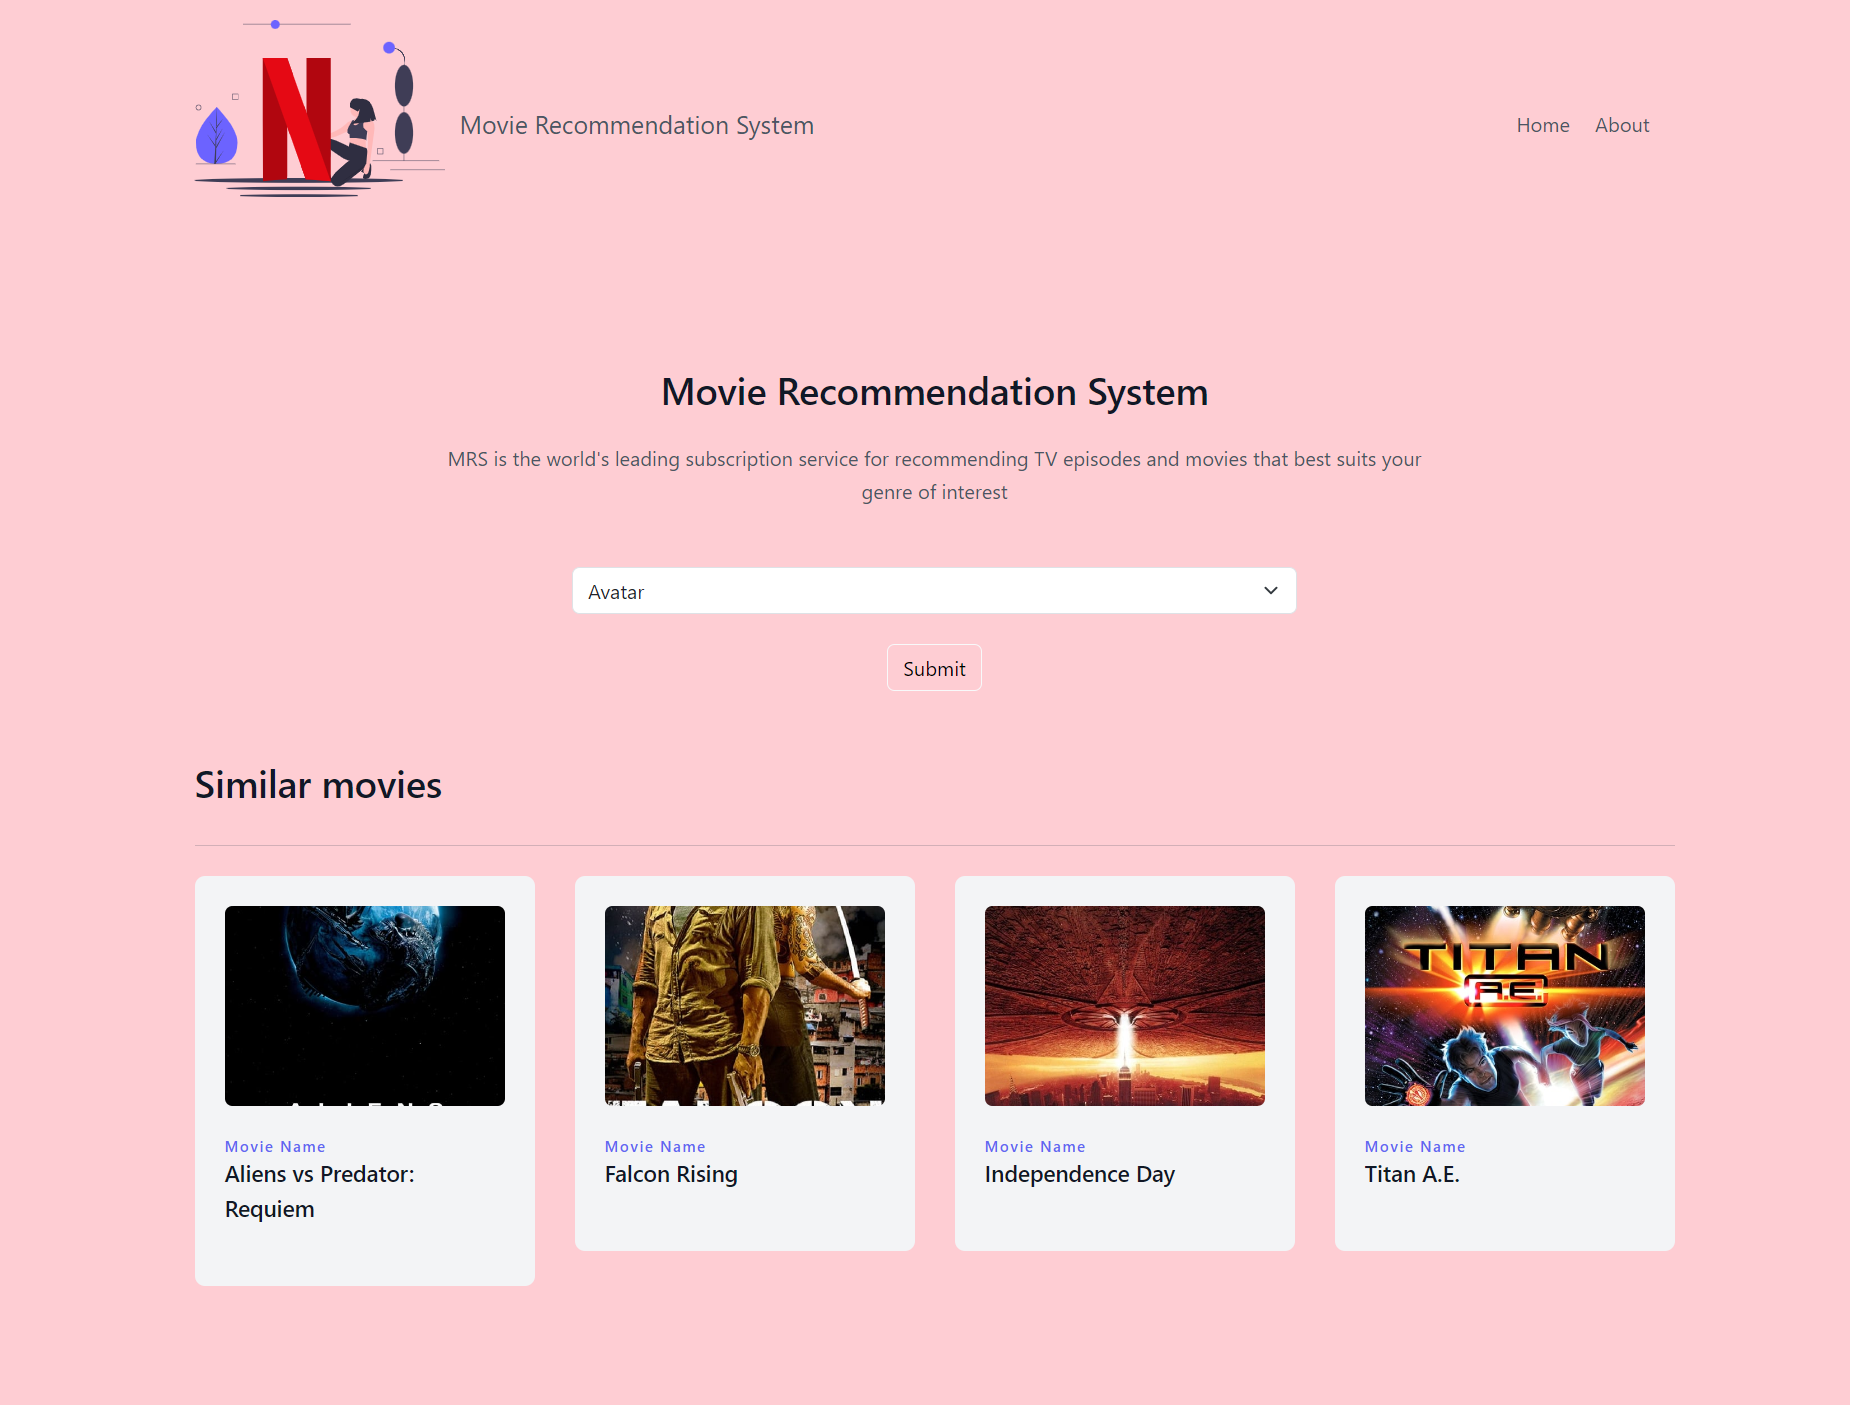 N
Movie Recommendation System
Home About
Movie Recommendation System
MRS is the world's leading subscription service for recommending TV episodes and movies that best suits your
genre of interest
Avatar
Submit
Similar movies
TITAN
A.E.
Movie Name
Aliens vs Predator:
Requiem
Movie Name
Falcon Rising
Movie Name
Independence Day
Movie Name
Titan A.E.